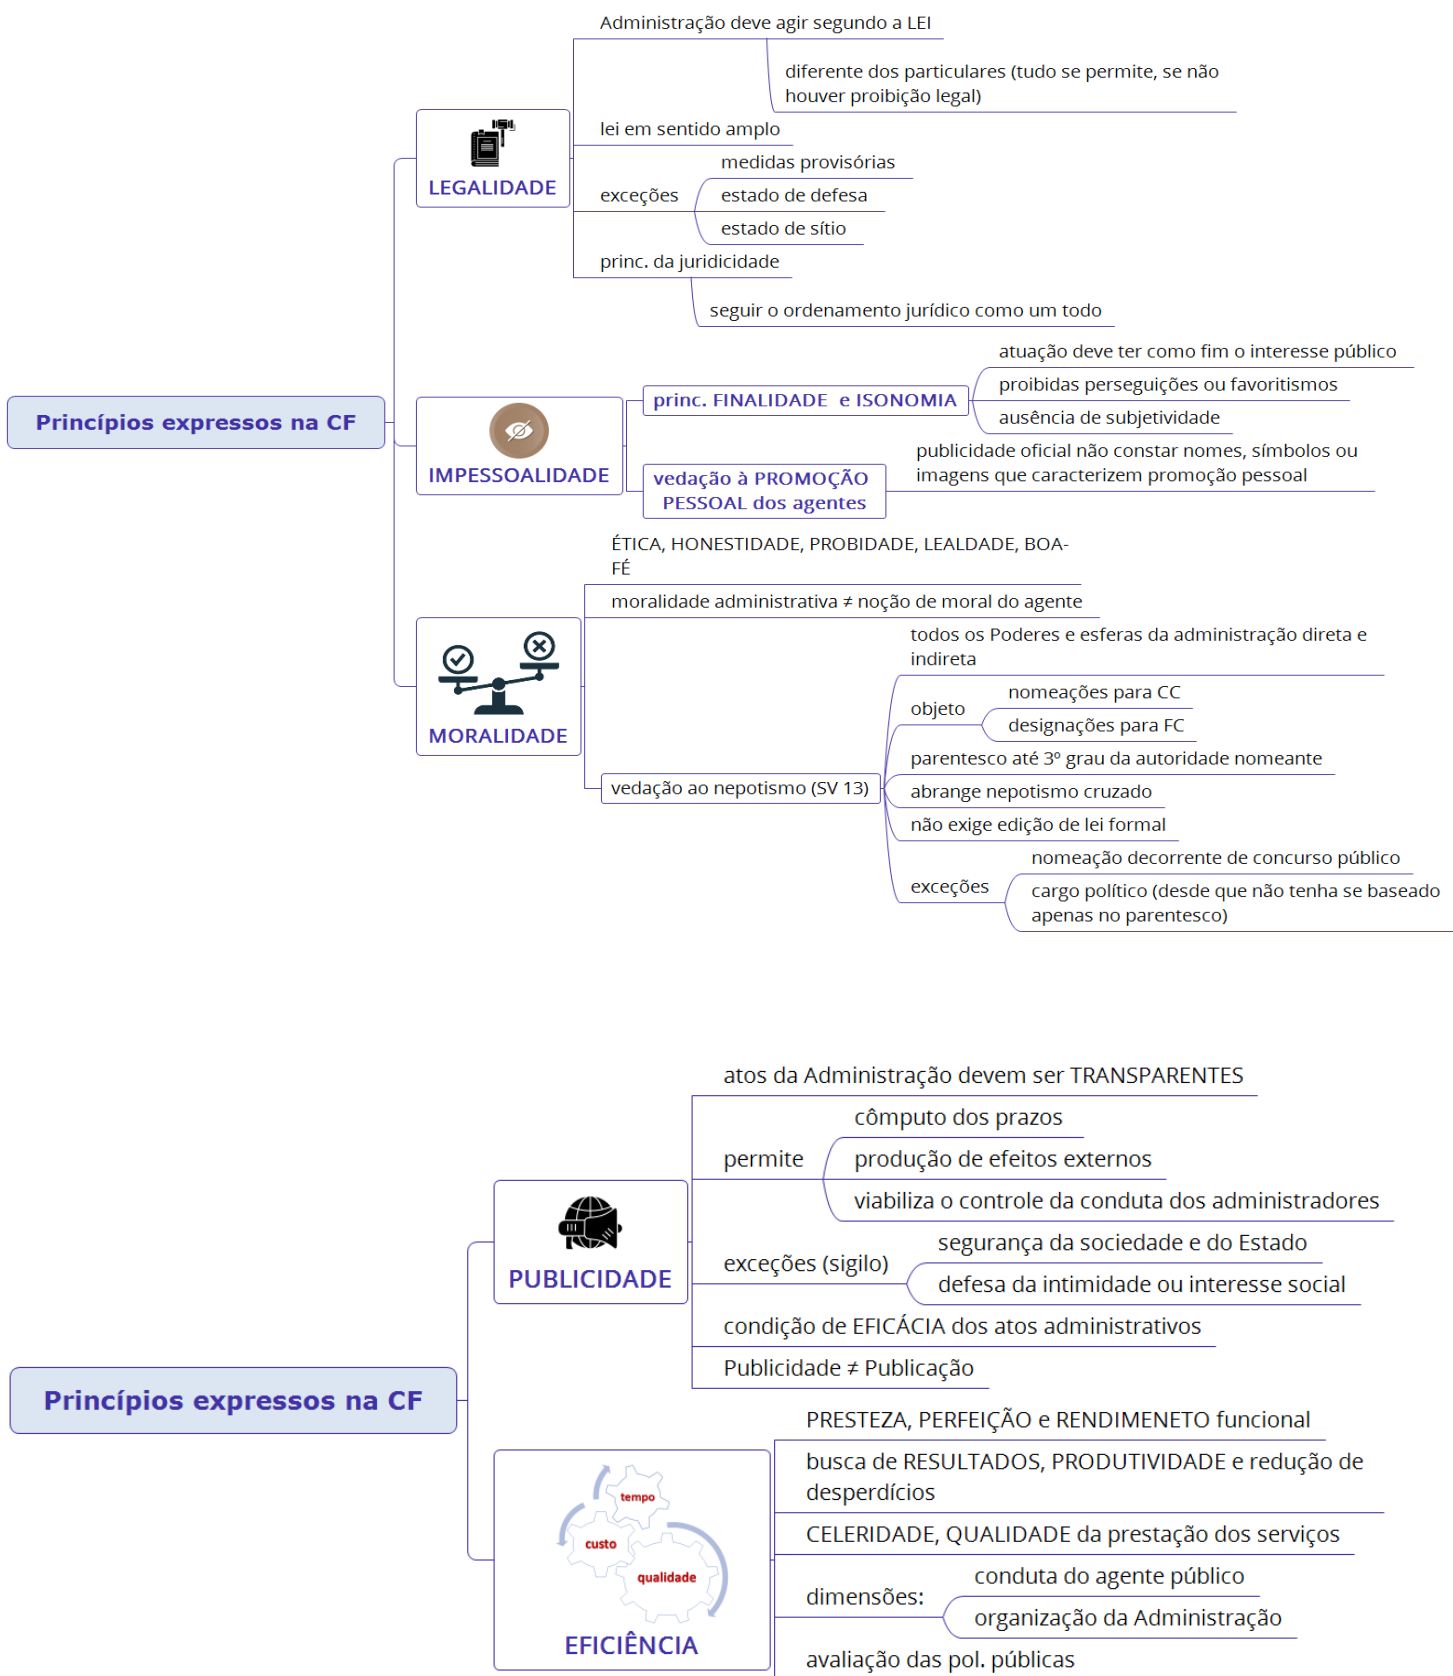 Princípios expressos na CF
LEGALIDADE
Administração deve agir segundo a LEI
diferente dos particulares (tudo se permite, se não
houver proibição legal)
lei em sentido amplo
exceções
medidas provisórias
estado de defesa
estado de sítio
princ. da juridicidade
seguir o ordenamento jurídico como um todo
IMPESSOALIDADE
princ. FINALIDADE e ISONOMIA
atuação deve ter como fim o interesse público
proibidas perseguições ou favoritismos
ausência de subjetividade
vedação à PROMOÇÃO
PESSOAL dos agentes
publicidade oficial não constar nomes, símbolos ou
imagens que caracterizem promoção pessoal
MORALIDADE
ÉTICA, HONESTIDADE, PROBIDADE, LEALDADE, BOA-
FÉ
moralidade administrativa ≠ noção de moral do agente
vedação ao nepotismo (SV 13)
todos os Poderes e esferas da administração direta e
indireta
objeto
nomeações para CC
designações para FC
parentesco até 3º grau da autoridade nomeante
abrange nepotismo cruzado
não exige edição de lei formal
exceções
nomeação decorrente de concurso público
cargo político (desde que não tenha se baseado
apenas no parentesco)
Princípios expressos na CF
PUBLICIDADE
atos da Administração devem ser TRANSPARENTES
permite
cômputo dos prazos
produção de efeitos externos
viabiliza o controle da conduta dos administradores
exceções (sigilo)
segurança da sociedade e do Estado
defesa da intimidade ou interesse social
condição de EFICÁCIA dos atos administrativos
Publicidade ≠ Publicação
tempo
custo
qualidade
EFICIÊNCIA
PRESTEZA, PERFEIÇÃO e RENDIMENETO funcional
busca de RESULTADOS, PRODUTIVIDADE e redução de
desperdícios
CELERIDADE, QUALIDADE da prestação dos serviços
dimensões:
conduta do agente público
organização da Administração
avaliação das pol. públicas